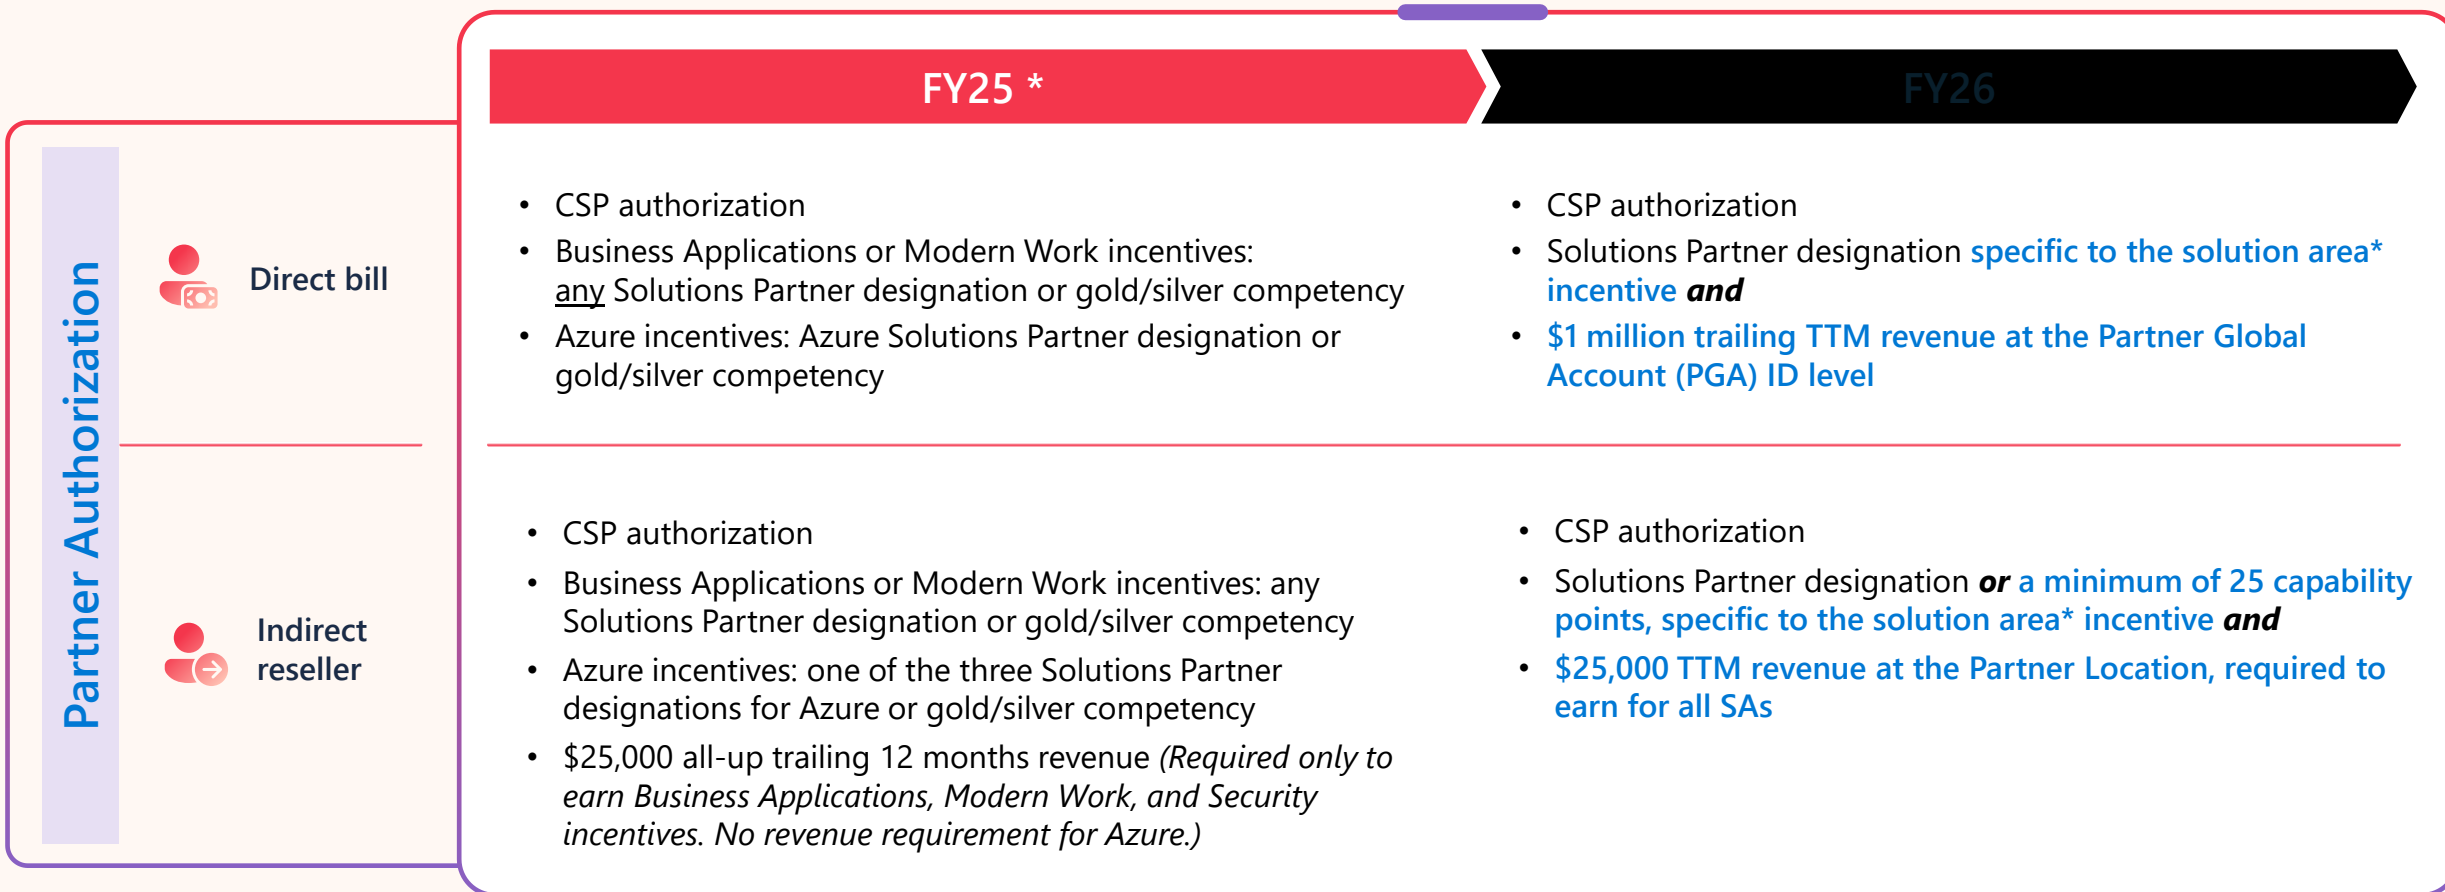 FY25 *
FY26
Partner Authorization
Direct bill
• CSP authorization
• Business Applications or Modern Work incentives:
any Solutions Partner designation or gold/silver competency
• Azure incentives: Azure Solutions Partner designation or
gold/silver competency
• CSP authorization
• Solutions Partner designation specific to the solution area*
incentive and
• $1 million trailing TTM revenue at the Partner Global
Account (PGA) ID level
Indirect
reseller
• CSP authorization
• Business Applications or Modern Work incentives: any
Solutions Partner designation or gold/silver competency
• Azure incentives: one of the three Solutions Partner
designations for Azure or gold/silver competency
• $25,000 all-up trailing 12 months revenue (Required only to
earn Business Applications, Modern Work, and Security
incentives. No revenue requirement for Azure.)
• CSP authorization
• Solutions Partner designation or a minimum of 25 capability
points, specific to the solution area* incentive and
• $25,000 TTM revenue at the Partner Location, required to
earn for all SAs